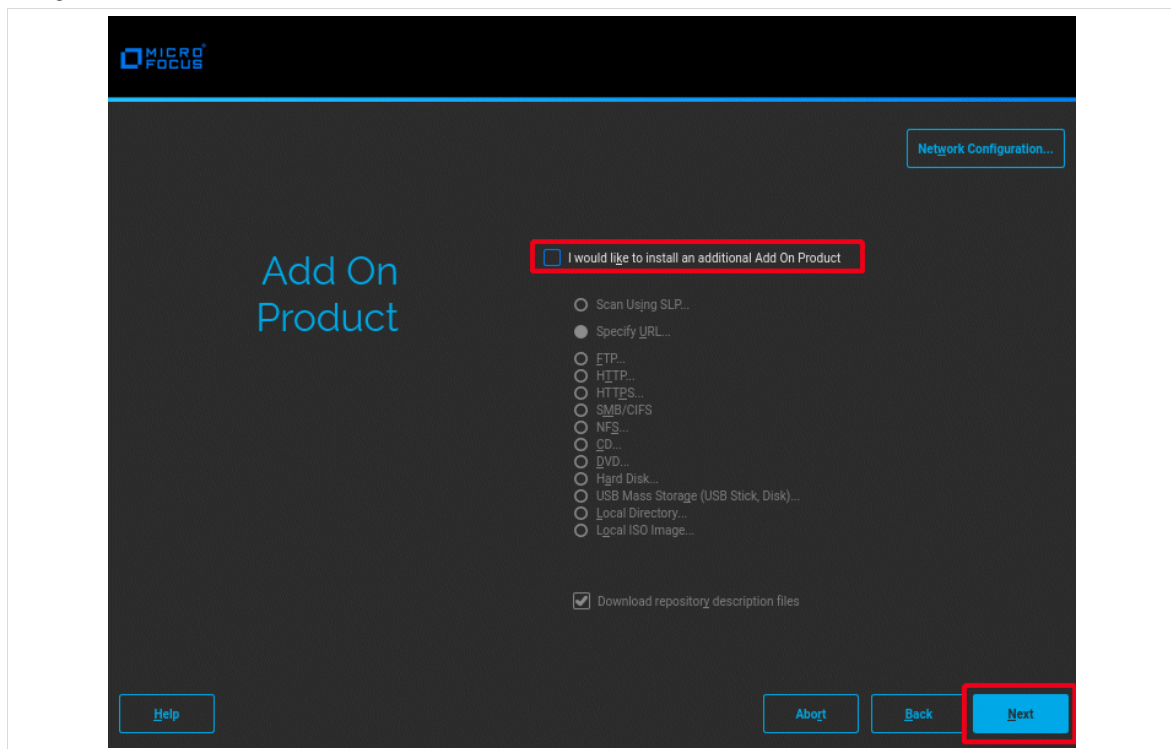 MICRO
FOCUS
Network Configuration...
Add On
Product
I would like to install an additional Add On Product
Scan Using SLP...
Specify URL...
FTP...
HTTP...
HTTPS...
SMB/CIFS
NFS...
CD...
DVD...
Hard Disk...
USB Mass Storage (USB Stick, Disk)...
Local Directory...
Local ISO Image...
Download repository description files
Help
Abort
Back
Next